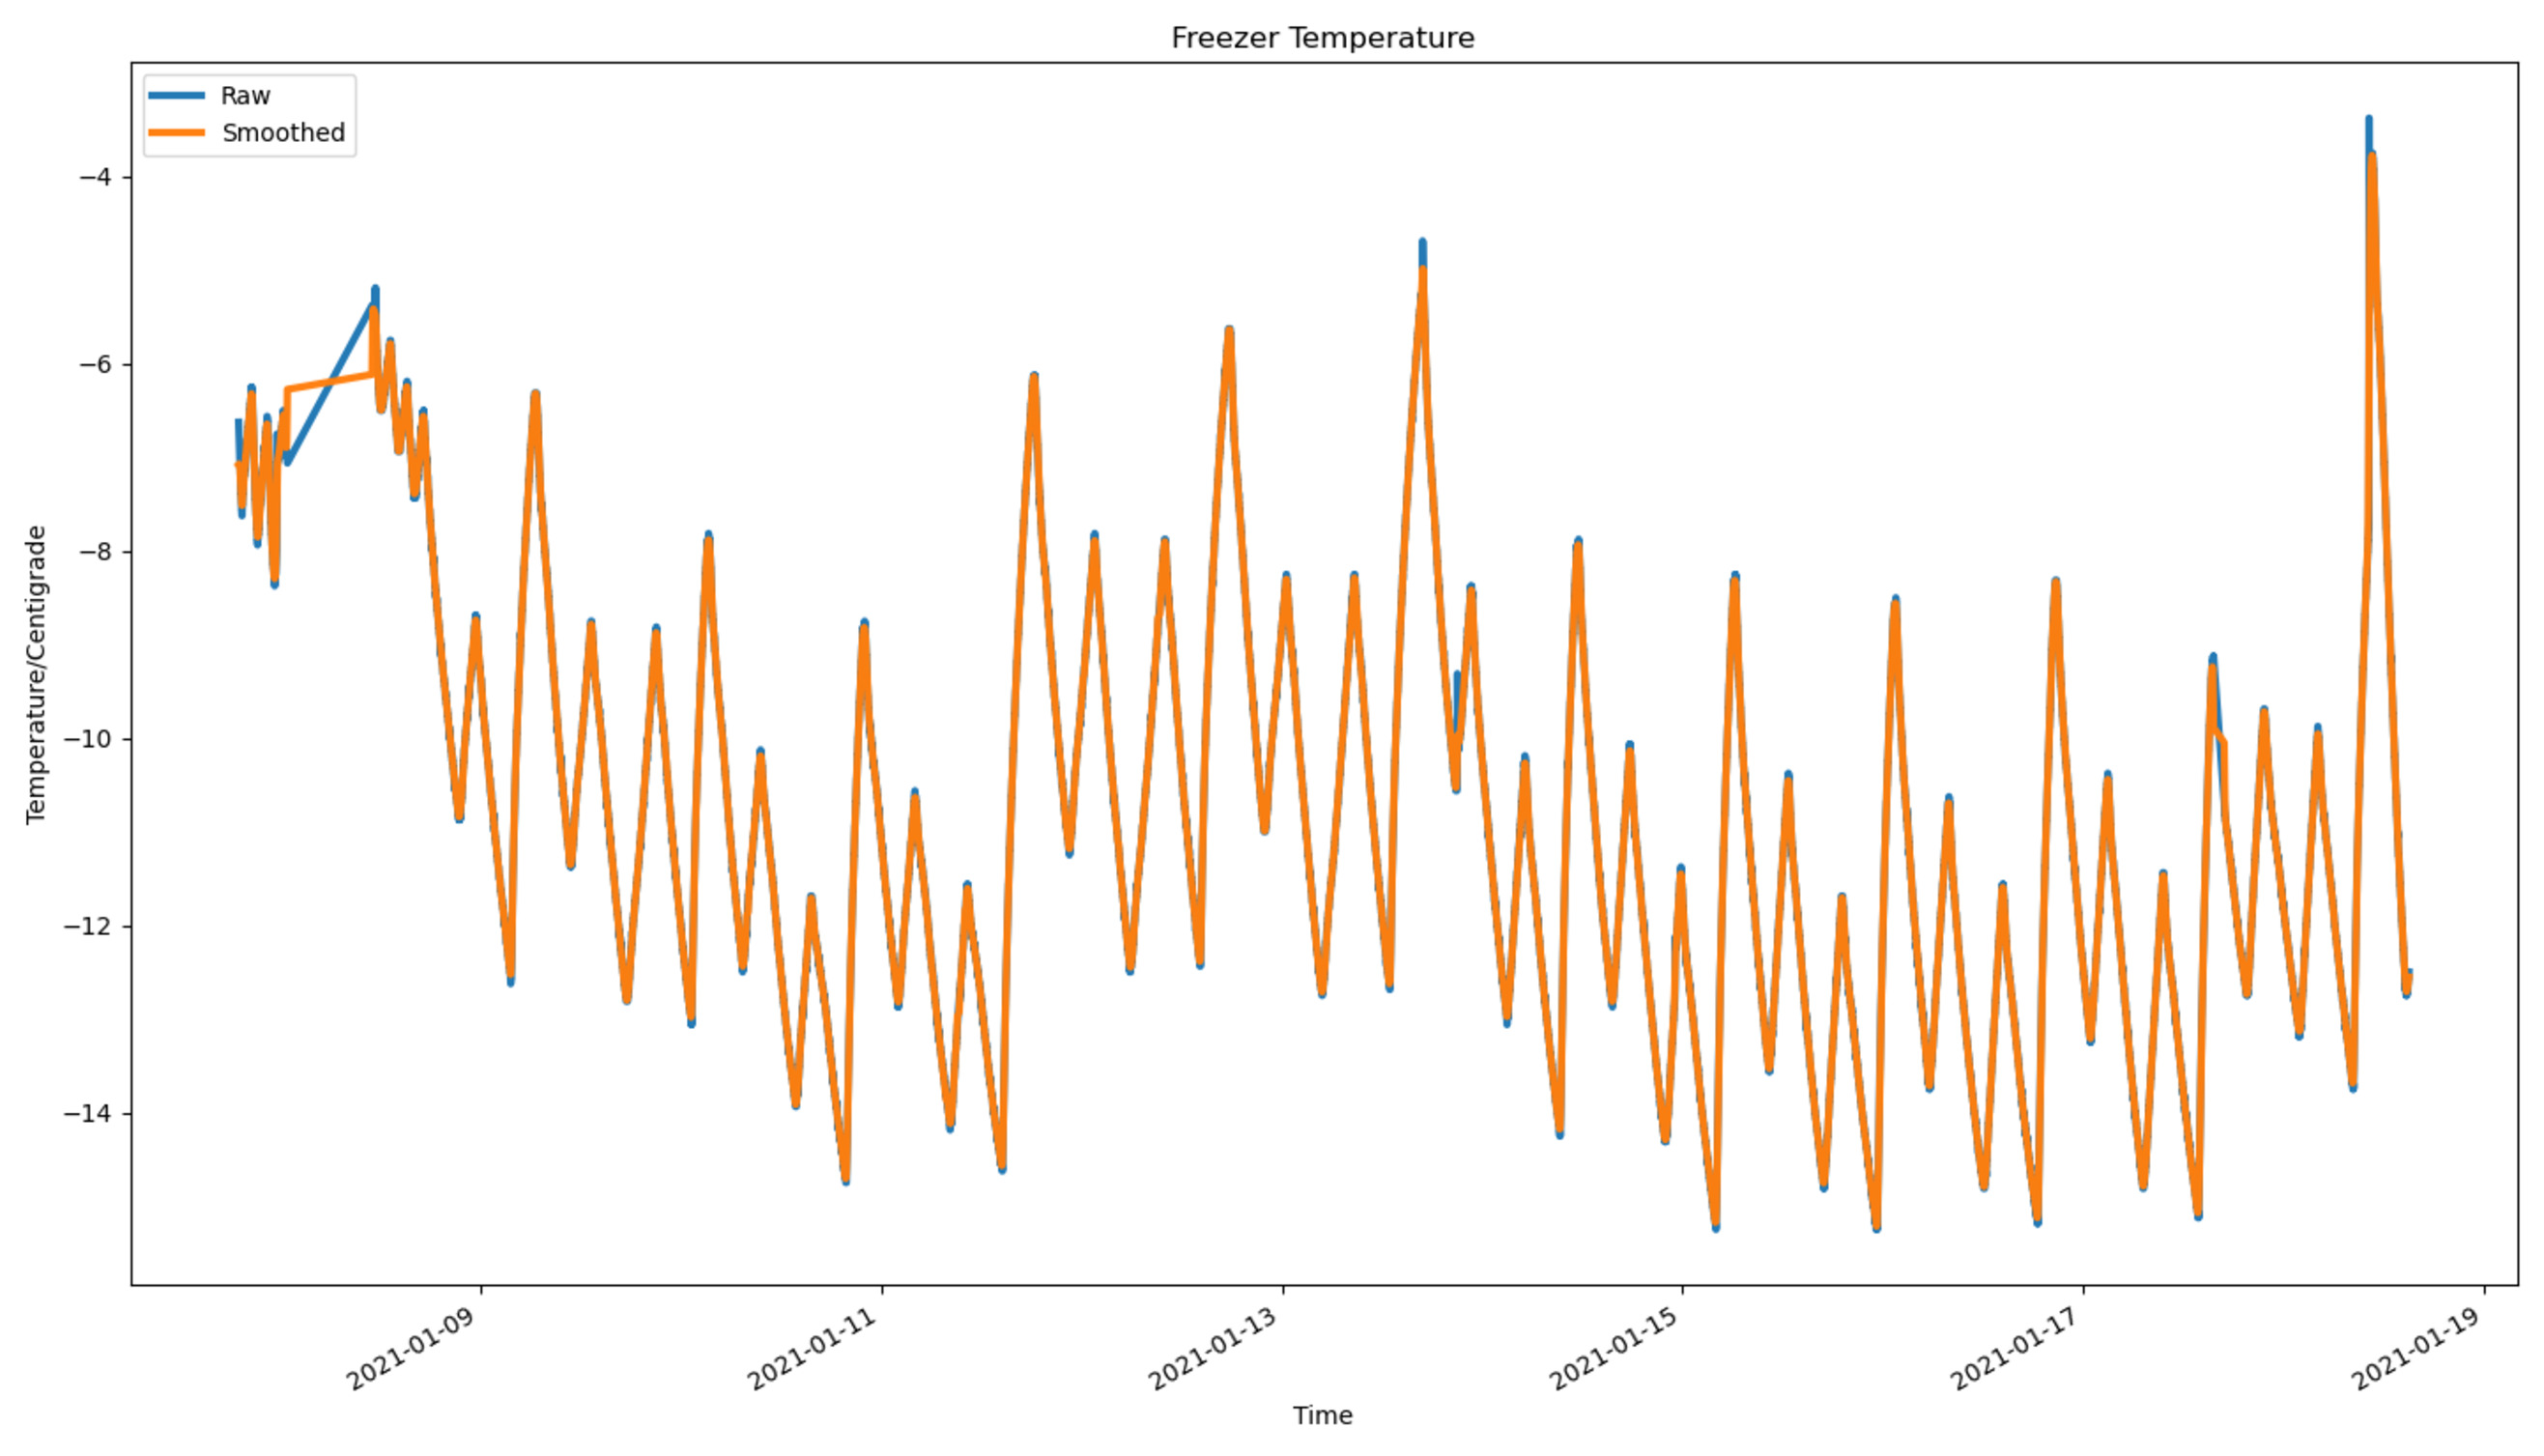 Freezer Temperature
Raw
Smoothed
Temperature/Centigrade
−4
−6
−8
−10
−12
−14
2021-01-09
2021-01-11
2021-01-13
2021-01-15
2021-01-17
2021-01-19
Time